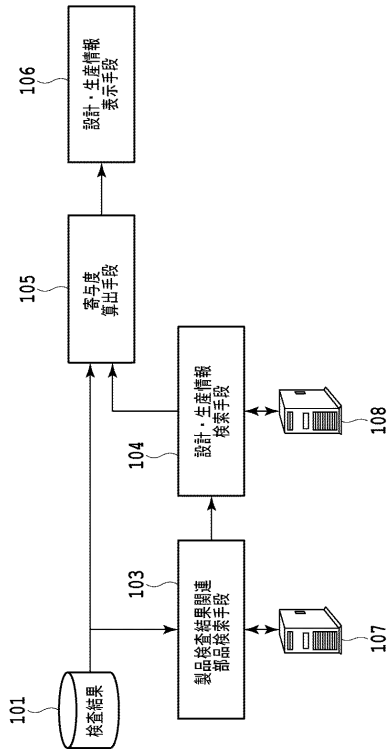 101
検査結果
103
製品検査結果関連
部品検索手段
107
104
設計・生産情報
検索手段
108
105
寄与度
算出手段
106
設計・生産情報
表示手段